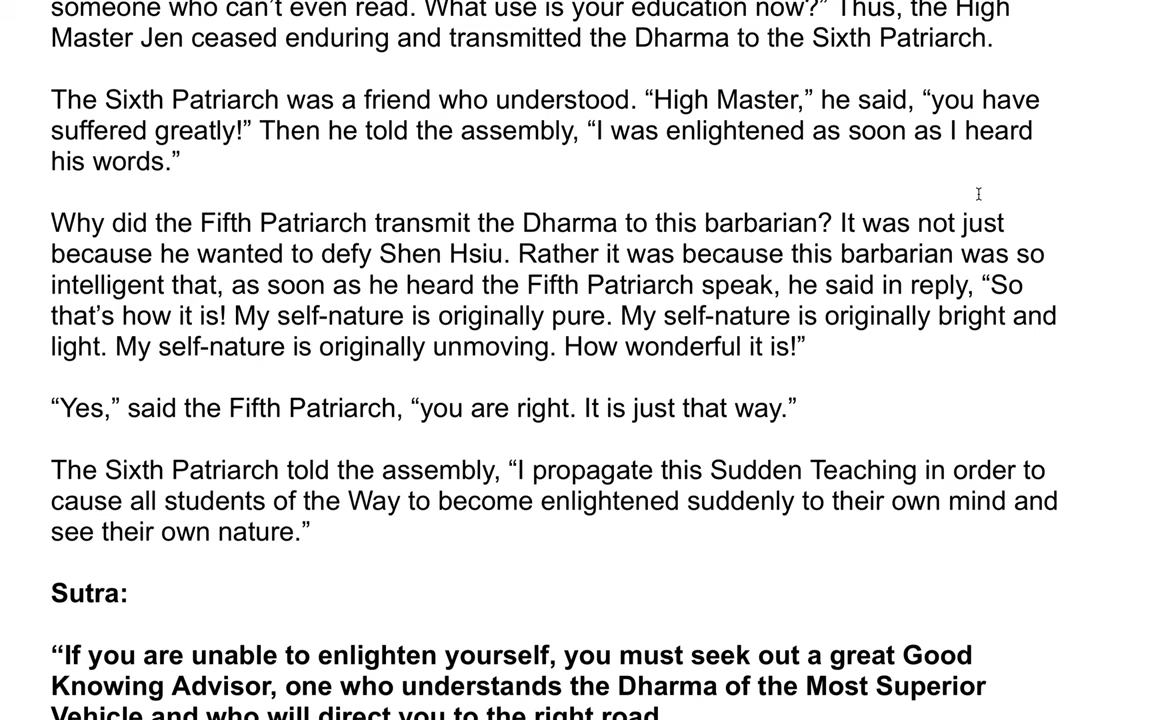 someone who can’t even read. What use is your education now?” Thus, the High
Master Jen ceased enduring and transmitted the Dharma to the Sixth Patriarch.
The Sixth Patriarch was a friend who understood. “High Master,” he said, “you have
suffered greatly!” Then he told the assembly, “I was enlightened as soon as I heard
his words.”
Why did the Fifth Patriarch transmit the Dharma to this barbarian? It was not just
because he wanted to defy Shen Hsiu. Rather it was because this barbarian was so
intelligent that, as soon as he heard the Fifth Patriarch speak, he said in reply, “So
that’s how it is! My self-nature is originally pure. My self-nature is originally bright and
light. My self-nature is originally unmoving. How wonderful it is!”
“Yes,” said the Fifth Patriarch, “you are right. It is just that way.”
The Sixth Patriarch told the assembly, “I propagate this Sudden Teaching in order to
cause all students of the Way to become enlightened suddenly to their own mind and
see their own nature.”
Sutra:
“If you are unable to enlighten yourself, you must seek out a great Good
Knowing Advisor, one who understands the Dharma of the Most Superior
Vehicle and who will direct you to the right road.